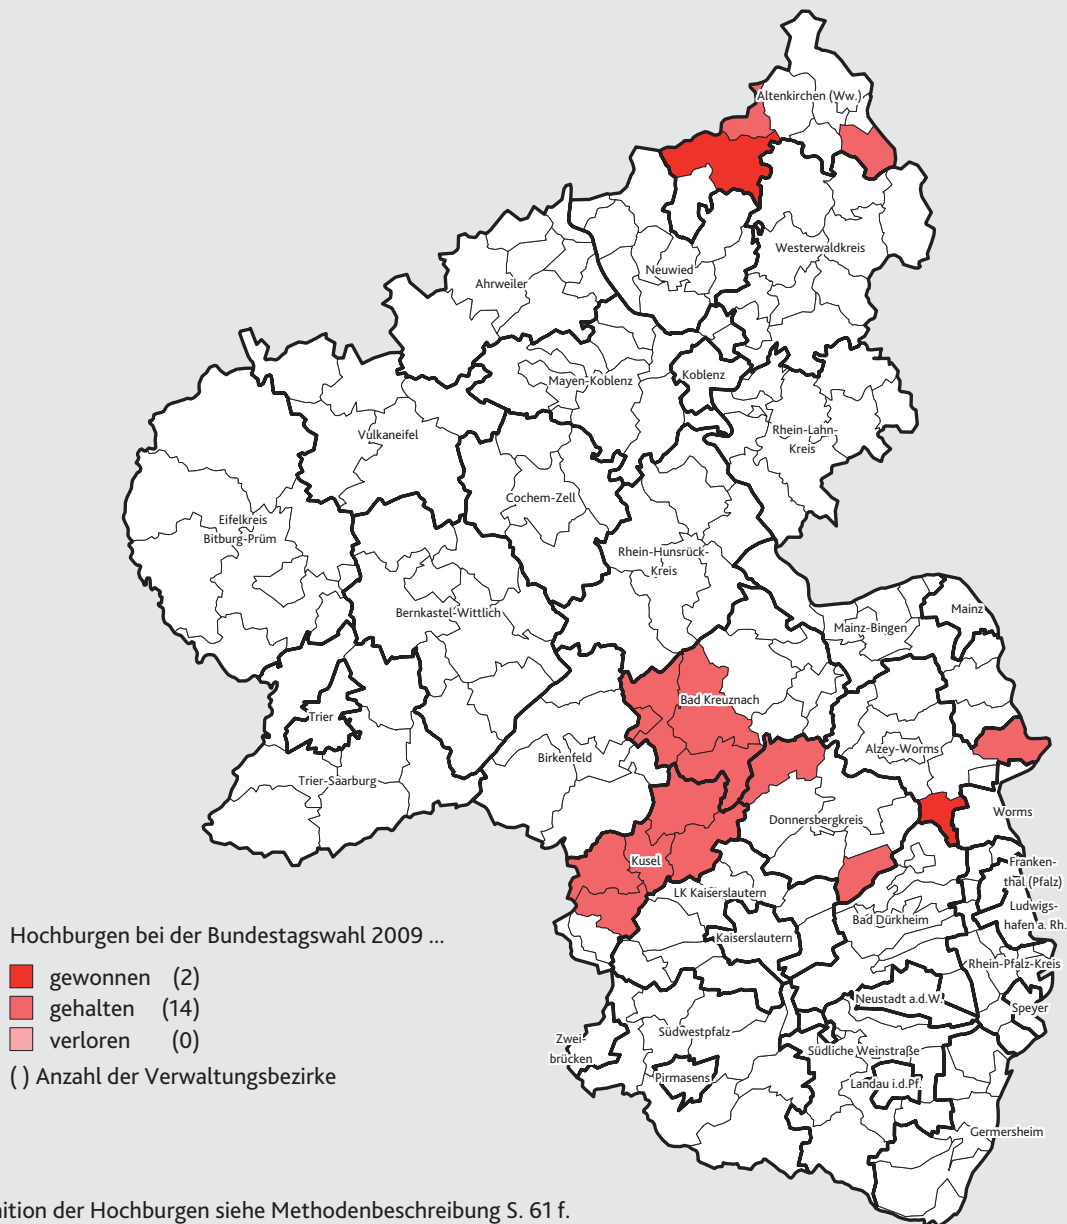 Altenkirchen (Ww.)
Westerwaldkreis
Neuwied
Ahrweiler
Mayen-Koblenz
Koblenz
Vulkaneifel
Rhein-Lahn-
Kreis
Cochem-Zell
Eifelkreis
Bitburg-Prüm
Rhein-Hunsrück-
Kreis
Bernkastel-Wittlich
Mainz
Mainz-Bingen
Bad Kreuznach
Trier
Alzey-Worms
Birkenfeld
Trier-Saarburg
Worms
Donnersbergkreis
Kusel
Franken-
thal (Pfalz)
LK Kaiserslautern
Ludwigs-
hafen a. Rh.
Bad Dürkheim
Kaiserslautern
Rhein-Pfalz-Kreis
Neustadt a.d.W.
Speyer
Südwestpfalz
Zwei-
brücken
Südliche Weinstraße
Pirmasens
Landau i.d.Pf.
Germersheim
Hochburgen bei der Bundestagswahl 2009 ...
gewonnen (2)
gehalten (14)
verloren (0)
( ) Anzahl der Verwaltungsbezirke
nition der Hochburgen siehe Methodenbeschreibung S. 61 f.